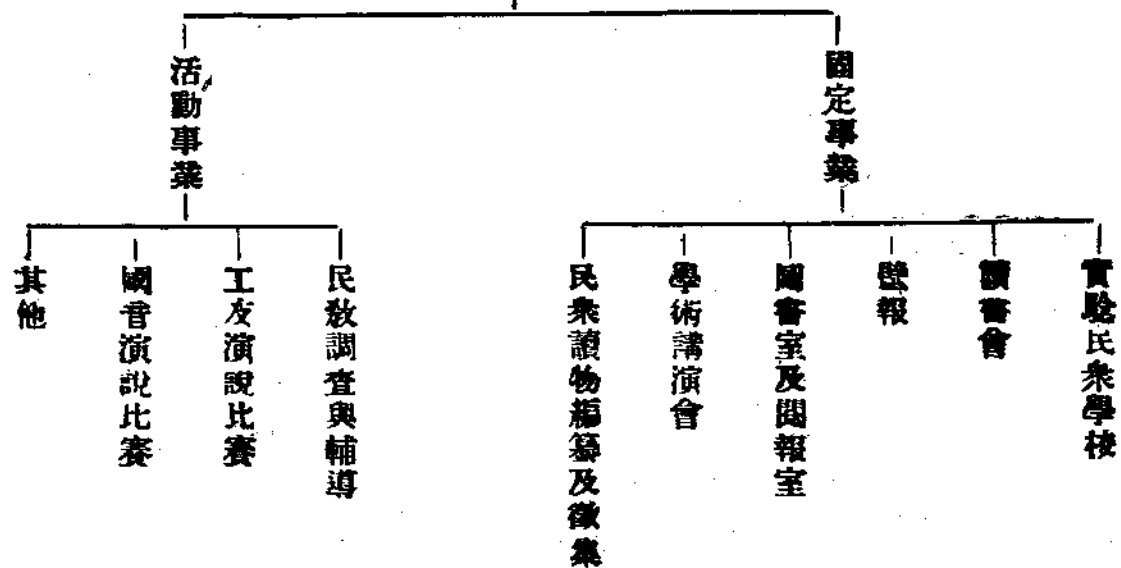 固定事業
實驗民衆學校
讀書會
壁報
圖書室及閱報室
學術講演會
民衆讀物編纂及徵集
活動事業
民敎調查與輔導
工友演說比賽
國音演說比賽
其他